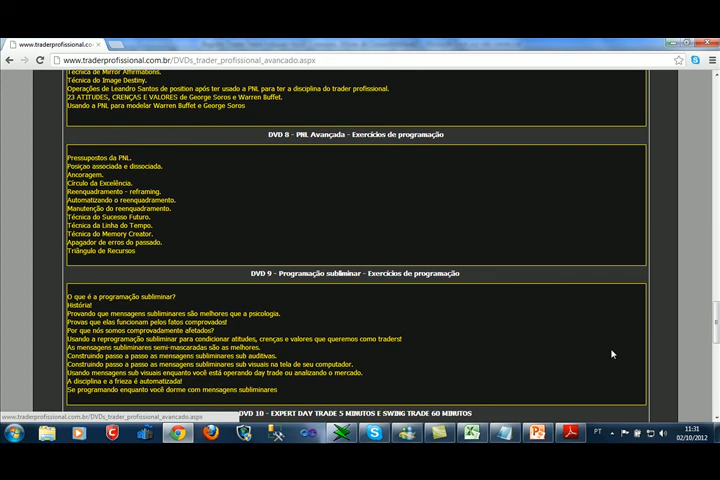 www.traderprofissional.co
www.traderprofissional.com.br/DVDs_trader_profissional_avancado.aspx
Técnica de Mirror Affirmations.
Técnica do Image Destiny.
Operações de Leandro Santos de position após ter usado a PNL para ter a disciplina do trader profissional.
23 ATITUDES, CRENÇAS E VALORES de George Soros e Warren Buffet.
Usando a PNL para modelar Warren Buffet e George Soros
DVD 8 - PNL Avançada - Exercícios de programação
Pressupostos da PNL.
Posiçao associada e dissociada.
Ancoragem.
Círculo da Excelência.
Reenquadramento - reframing.
Automatizando o reenquadramento.
Manutenção do reenquadramento.
Técnica do Sucesso Futuro.
Técnica da Linha do Tempo.
Técnica do Memory Creator.
Apagador de erros do passado.
Triângulo de Recursos
DVD 9 - Programação subliminar - Exercícios de programação
O que é a programação subliminar?
História!
Provando que mensagens subliminares são melhores que a psicologia.
Provas que elas funcionam pelos fatos comprovados!
Por que nós somos comprovadamente afetados?
Usando a reprogramação subliminar para condicionar atitudes, crenças e valores que queremos como traders!
As mensagens subliminares semi-mascaradas são as melhores.
Construindo passo a passo as mensagens subliminares sub auditivas.
Construindo passo a passo as mensagens subliminares sub visuais na tela de seu computador.
Usando mensagens sub visuais enquanto você está operando day trade ou analizando o mercado.
A disciplina e a frieza é automatizada!
Se programando enquanto você dorme com mensagens subliminares
www.traderprofissional.com.br/DVDs_trader_profissional_avancado.aspx
DVD 10 - EXPERT DAY TRADE 5 MINUTOS E SWING TRADE 60 MINUTOS
PT
11:31
02/10/2012